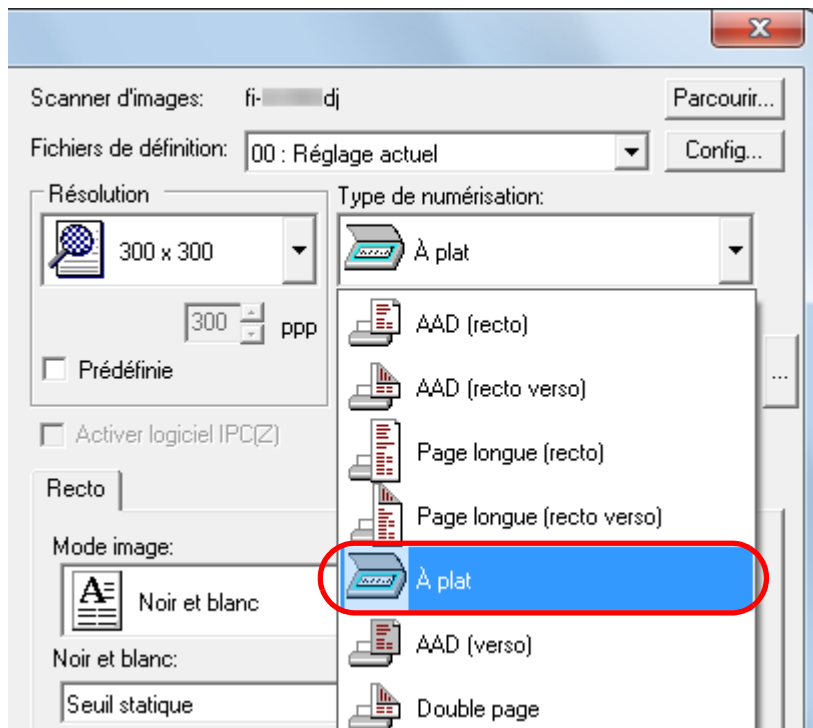 Scanner d'images: fi- dj Parcourir...
Fichiers de définition: 00 : Réglage actuel Config...
Résolution Type de numérisation:
300 x 300 À plat
300 ppp AAD (recto)
Prédéfinie AAD (recto verso) ...
Activer logiciel IPC(Z) Page longue (recto)
Recto Page longue (recto verso)
Mode image:
Noir et blanc À plat
Noir et blanc: AAD (verso)
Seuil statique Double page